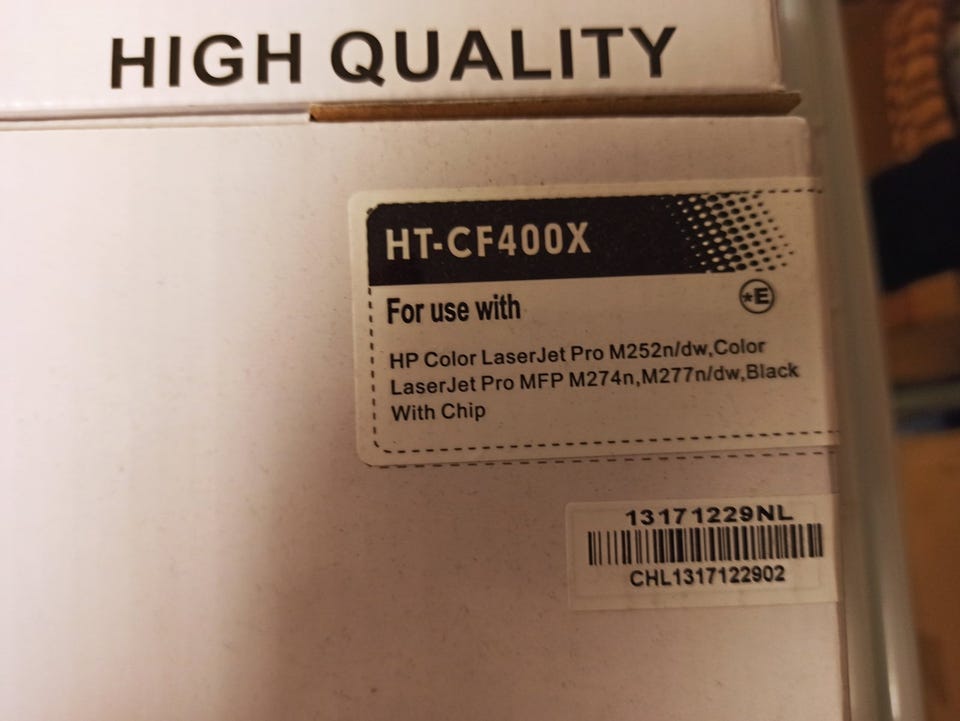 HIGH QUALITY
HT-CF400X
For use with
*E
HP Color LaserJet Pro M252n/dw,Color
LaserJet Pro MFP M274n,M277n/dw,Black
With Chip
13171229NL
CHL1317122902